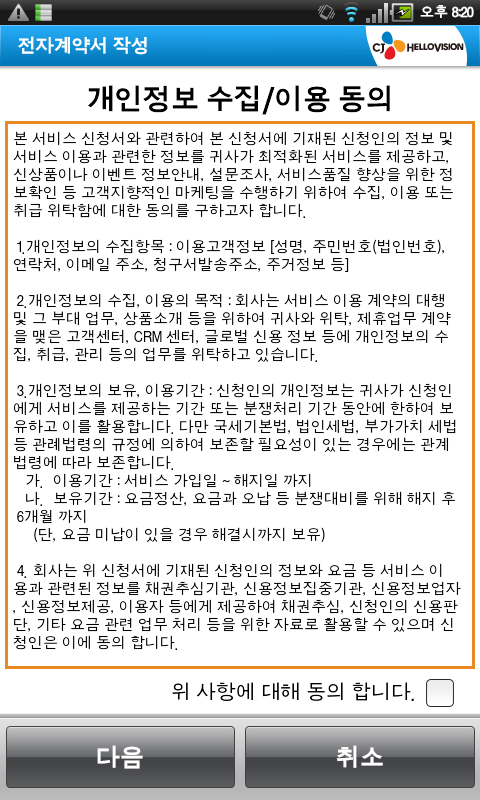 오후 8:20
전자계약서 작성
CJ HELLOVISION
개인정보 수집/이용 동의
본 서비스 신청서와 관련하여 본 신청서에 기재된 신청인의 정보 및
서비스 이용과 관련한 정보를 귀사가 최적화된 서비스를 제공하고,
신상품이나 이벤트 정보안내, 설문조사, 서비스품질 향상을 위한 정
보확인 등 고객지향적인 마케팅을 수행하기 위하여 수집, 이용 또는
취급 위탁함에 대한 동의를 구하고자 합니다.
1.개인정보의 수집항목 : 이용고객정보 [성명, 주민번호(법인번호),
연락처, 이메일 주소, 청구서발송주소, 주거정보 등]
2.개인정보의 수집, 이용의 목적 : 회사는 서비스 이용 계약의 대행
및 그 부대 업무, 상품소개 등을 위하여 귀사와 위탁, 제휴업무 계약
을 맺은 고객센터, CRM 센터, 글로벌 신용 정보 등에 개인정보의 수
집, 취급, 관리 등의 업무를 위탁하고 있습니다.
3.개인정보의 보유, 이용기간 : 신청인의 개인정보는 귀사가 신청인
에게 서비스를 제공하는 기간 또는 분쟁처리 기간 동안에 한하여 보
유하고 이를 활용합니다. 다만 국세기본법, 법인세법, 부가가치 세법
등 관례법령의 규정에 의하여 보존할 필요성이 있는 경우에는 관계
법령에 따라 보존합니다.
가. 이용기간 : 서비스 가입일 ~ 해지일 까지
나. 보유기간 : 요금정산, 요금과 오납 등 분쟁대비를 위해 해지 후
6개월 까지
(단, 요금 미납이 있을 경우 해결시까지 보유)
4. 회사는 위 신청서에 기재된 신청인의 정보와 요금 등 서비스 이
용과 관련된 정보를 채권추심기관, 신용정보집중기관, 신용정보업자
, 신용정보제공, 이용자 등에게 제공하여 채권추심, 신청인의 신용판
단, 기타 요금 관련 업무 처리 등을 위한 자료로 활용할 수 있으며 신
청인은 이에 동의 합니다.
위 사항에 대해 동의 합니다.
다음
취소